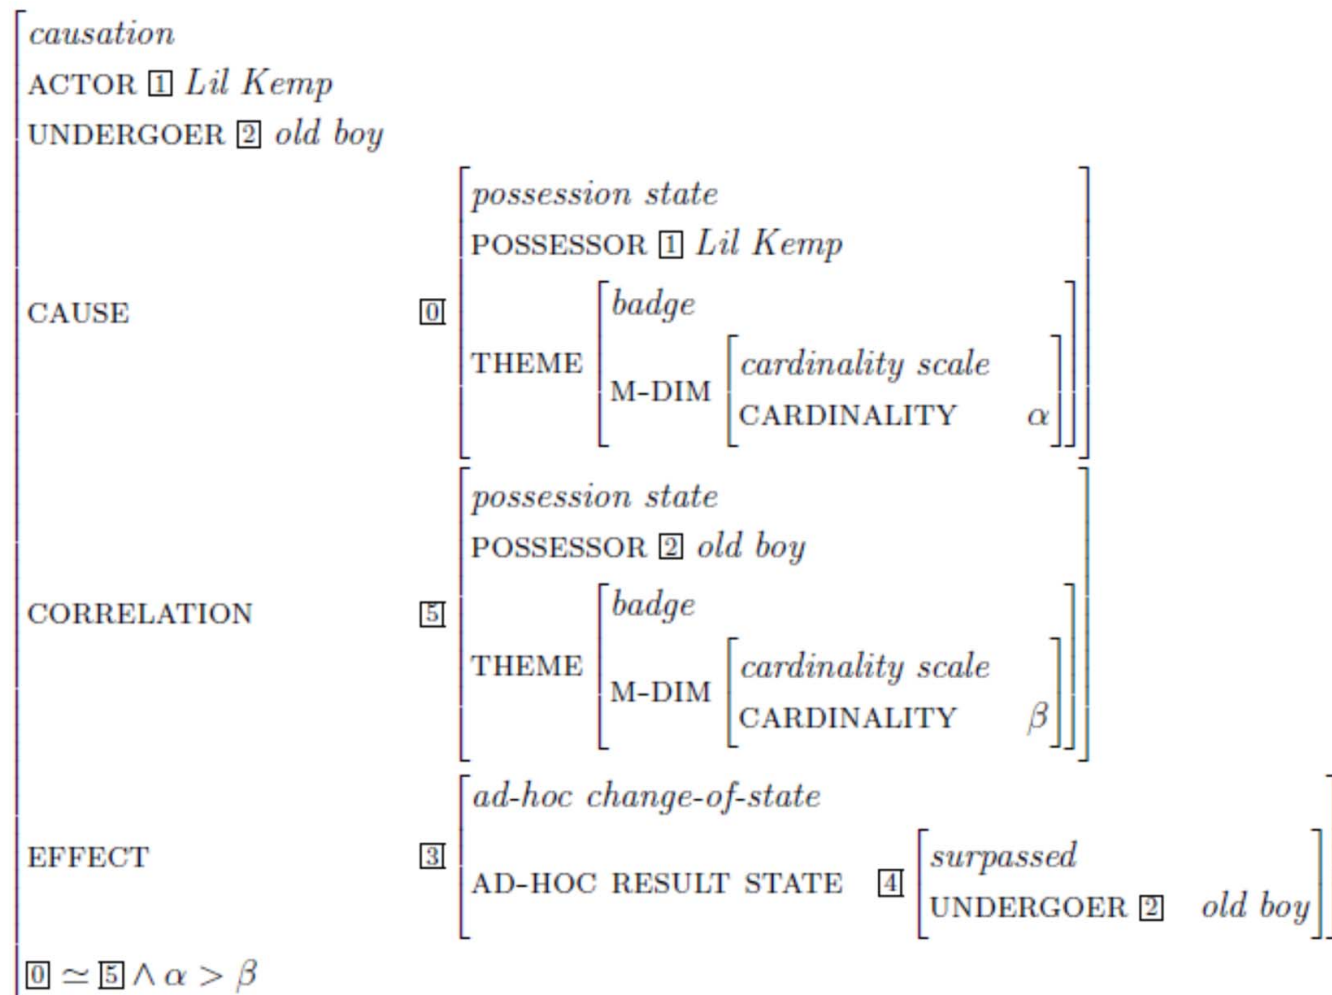 causation
ACTOR 1 Lil Kemp
UNDERGOER 2 old boy
possession state
POSSESSOR 1 Lil Kemp
CAUSE 0
badge
THEME
cardinality scale
M-DIM
CARDINALITY α
possession state
POSSESSOR 2 old boy
CORRELATION 5
badge
THEME
cardinality scale
M-DIM
CARDINALITY β
ad-hoc change-of-state
EFFECT 3
surpassed
AD-HOC RESULT STATE 4
UNDERGOER 2 old boy
0 ≃ 5 ∧ α > β